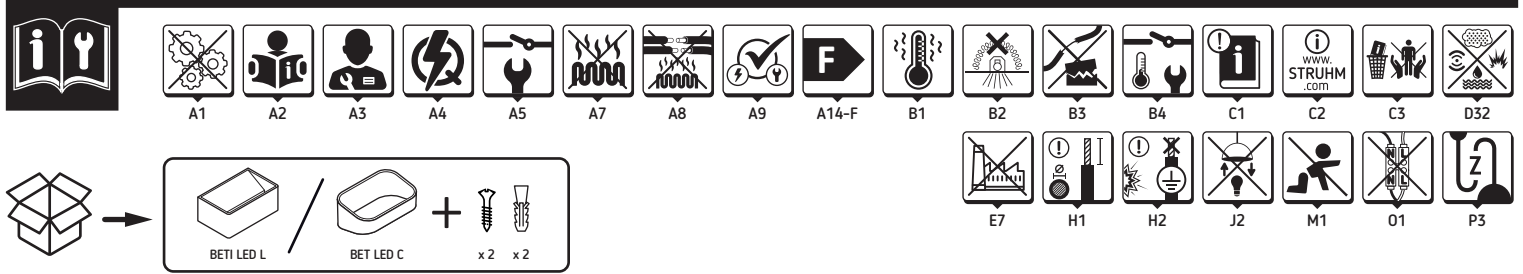 A1 A2 A3 A4 A5 A7 A8 A9 A14-F B1 B2 B3 B4 C1 C2 C3 D32
F
www.
STRUHM
.com
E7 H1 H2 J2 M1 O1 P3
Ø
N L
N L
Z
BETI LED L BET LED C x 2 x 2